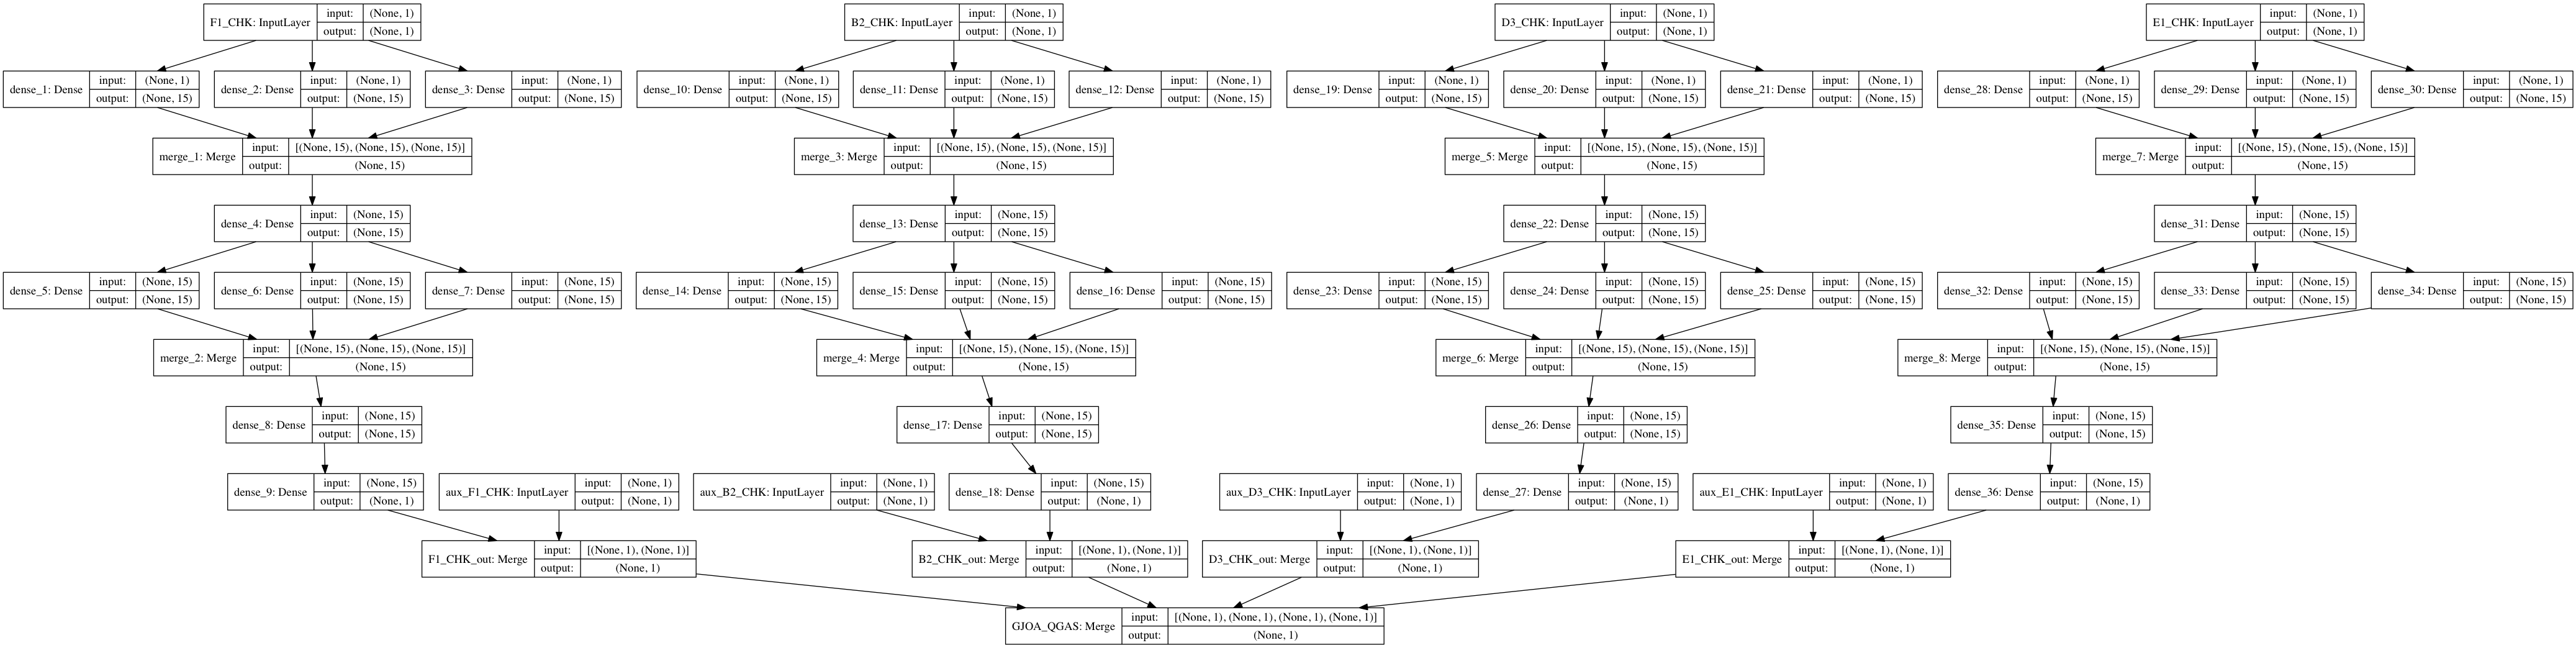 F1_CHK: InputLayer input: (None, 1) output: (None, 1)
B2_CHK: InputLayer input: (None, 1) output: (None, 1)
D3_CHK: InputLayer input: (None, 1) output: (None, 1)
E1_CHK: InputLayer input: (None, 1) output: (None, 1)
dense_1: Dense input: (None, 1) output: (None, 15)
dense_2: Dense input: (None, 1) output: (None, 15)
dense_3: Dense input: (None, 1) output: (None, 15)
dense_10: Dense input: (None, 1) output: (None, 15)
dense_11: Dense input: (None, 1) output: (None, 15)
dense_12: Dense input: (None, 1) output: (None, 15)
dense_19: Dense input: (None, 1) output: (None, 15)
dense_20: Dense input: (None, 1) output: (None, 15)
dense_21: Dense input: (None, 1) output: (None, 15)
dense_28: Dense input: (None, 1) output: (None, 15)
dense_29: Dense input: (None, 1) output: (None, 15)
dense_30: Dense input: (None, 1) output: (None, 15)
merge_1: Merge input: [(None, 15), (None, 15), (None, 15)] output: (None, 15)
merge_3: Merge input: [(None, 15), (None, 15), (None, 15)] output: (None, 15)
merge_5: Merge input: [(None, 15), (None, 15), (None, 15)] output: (None, 15)
merge_7: Merge input: [(None, 15), (None, 15), (None, 15)] output: (None, 15)
dense_4: Dense input: (None, 15) output: (None, 15)
dense_13: Dense input: (None, 15) output: (None, 15)
dense_22: Dense input: (None, 15) output: (None, 15)
dense_31: Dense input: (None, 15) output: (None, 15)
dense_5: Dense input: (None, 15) output: (None, 15)
dense_6: Dense input: (None, 15) output: (None, 15)
dense_7: Dense input: (None, 15) output: (None, 15)
dense_14: Dense input: (None, 15) output: (None, 15)
dense_15: Dense input: (None, 15) output: (None, 15)
dense_16: Dense input: (None, 15) output: (None, 15)
dense_23: Dense input: (None, 15) output: (None, 15)
dense_24: Dense input: (None, 15) output: (None, 15)
dense_25: Dense input: (None, 15) output: (None, 15)
dense_32: Dense input: (None, 15) output: (None, 15)
dense_33: Dense input: (None, 15) output: (None, 15)
dense_34: Dense input: (None, 15) output: (None, 15)
merge_2: Merge input: [(None, 15), (None, 15), (None, 15)] output: (None, 15)
merge_4: Merge input: [(None, 15), (None, 15), (None, 15)] output: (None, 15)
merge_6: Merge input: [(None, 15), (None, 15), (None, 15)] output: (None, 15)
merge_8: Merge input: [(None, 15), (None, 15), (None, 15)] output: (None, 15)
dense_8: Dense input: (None, 15) output: (None, 15)
dense_17: Dense input: (None, 15) output: (None, 15)
dense_26: Dense input: (None, 15) output: (None, 15)
dense_35: Dense input: (None, 15) output: (None, 15)
dense_9: Dense input: (None, 15) output: (None, 1)
aux_F1_CHK: InputLayer input: (None, 1) output: (None, 1)
aux_B2_CHK: InputLayer input: (None, 1) output: (None, 1)
dense_18: Dense input: (None, 15) output: (None, 1)
aux_D3_CHK: InputLayer input: (None, 1) output: (None, 1)
dense_27: Dense input: (None, 15) output: (None, 1)
aux_E1_CHK: InputLayer input: (None, 1) output: (None, 1)
dense_36: Dense input: (None, 15) output: (None, 1)
F1_CHK_out: Merge input: [(None, 1), (None, 1)] output: (None, 1)
B2_CHK_out: Merge input: [(None, 1), (None, 1)] output: (None, 1)
D3_CHK_out: Merge input: [(None, 1), (None, 1)] output: (None, 1)
E1_CHK_out: Merge input: [(None, 1), (None, 1)] output: (None, 1)
GJOA_QGAS: Merge input: [(None, 1), (None, 1), (None, 1), (None, 1)] output: (None, 1)